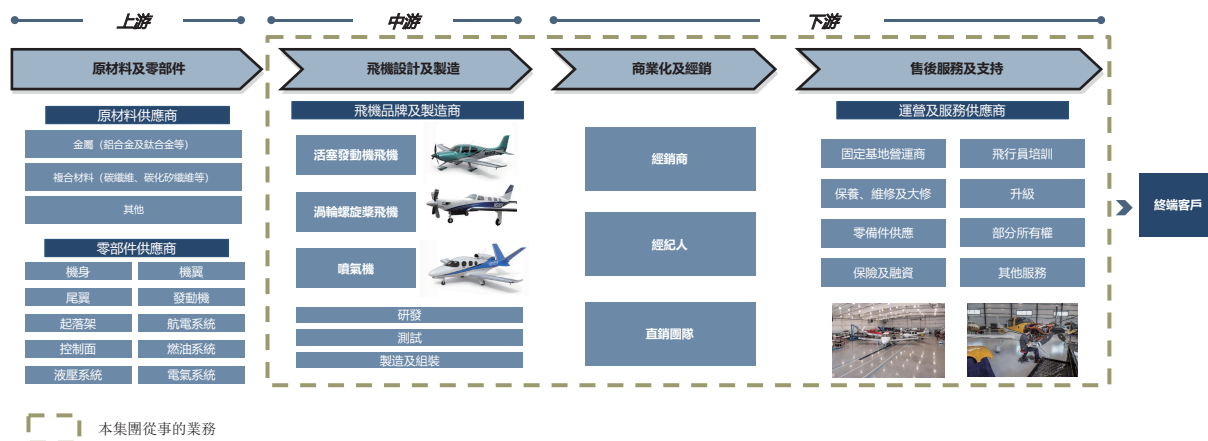 上游
中游
下游
原材料及零部件
飛機設計及製造
商業化及經銷
售後服務及支持
原材料供應商
金屬（鋁合金及鈦合金等）
複合材料（碳纖維、碳化矽纖維等）
其他
零部件供應商
機身
機翼
尾翼
發動機
起落架
航電系統
控制面
燃油系統
液壓系統
電氣系統
飛機品牌及製造商
活塞發動機飛機
渦輪螺旋槳飛機
噴氣機
研發
測試
製造及組裝
經銷商
經紀人
直銷團隊
運營及服務供應商
固定基地營運商
飛行員培訓
保養、維修及大修
升級
零備件供應
部分所有權
保險及融資
其他服務
終端客戶
本集團從事的業務